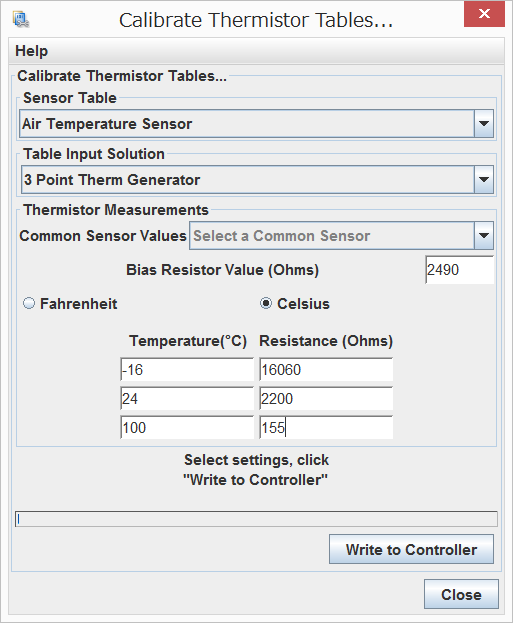 Calibrate Thermistor Tables...
Help
Calibrate Thermistor Tables...
Sensor Table
Air Temperature Sensor
Table Input Solution
3 Point Therm Generator
Thermistor Measurements
Common Sensor Values Select a Common Sensor
Bias Resistor Value (Ohms) 2490
Fahrenheit Celsius
Temperature(°C) Resistance (Ohms)
-16 16060
24 2200
100 155
Select settings, click
"Write to Controller"
Write to Controller
Close